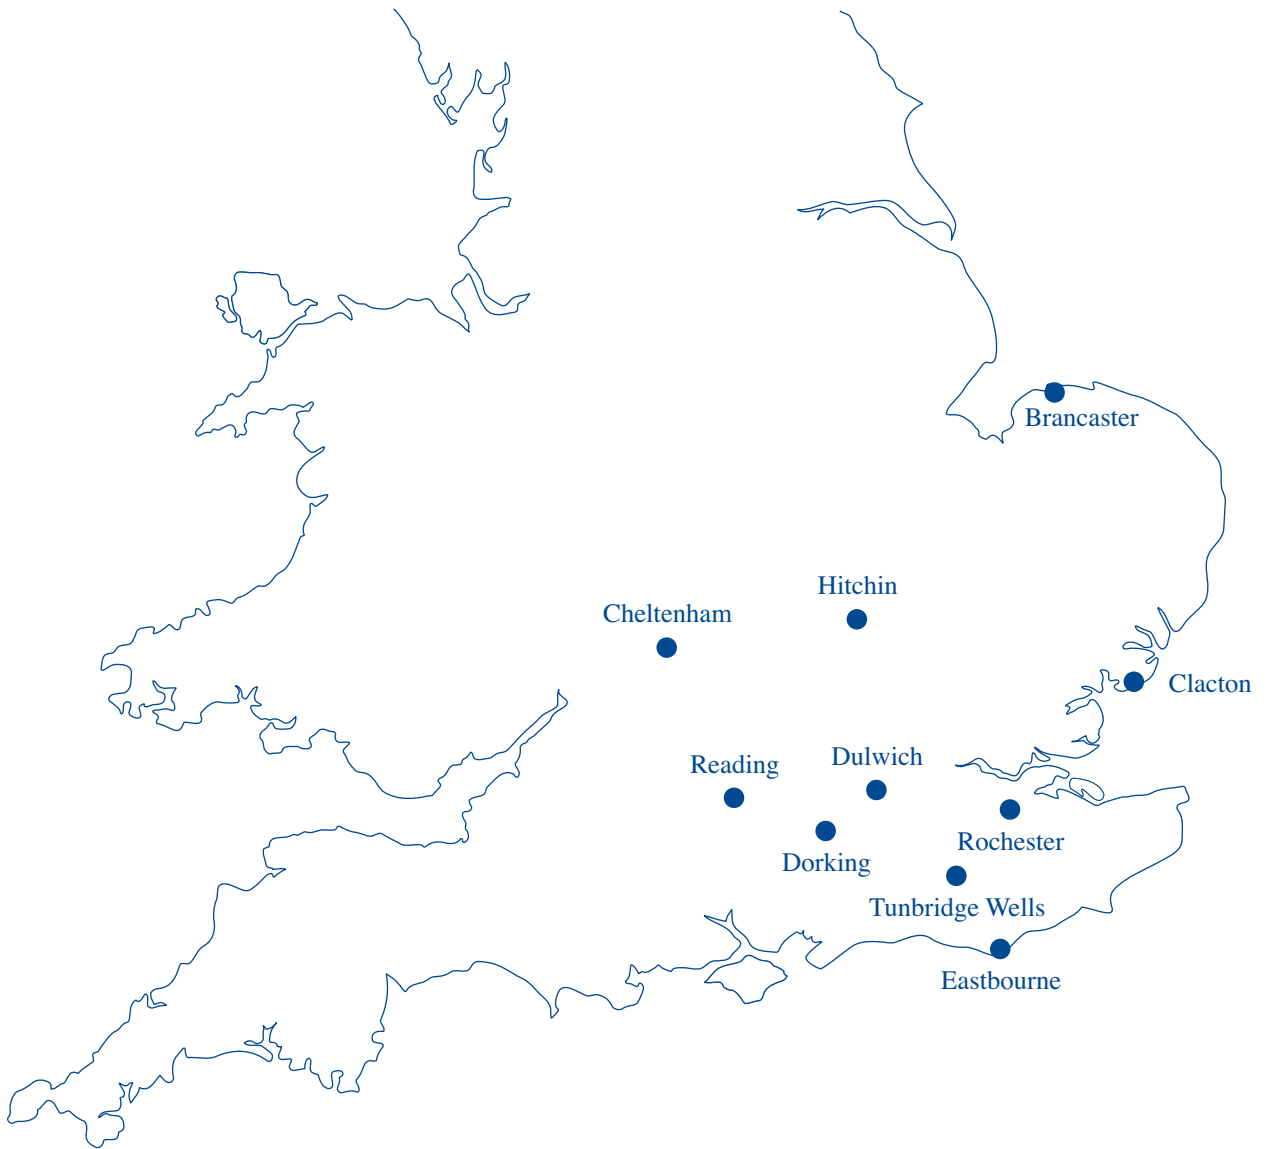 Brancaster
Hitchin
Cheltenham
Clacton
Dulwich
Reading
Rochester
Dorking
Tunbridge Wells
Eastbourne